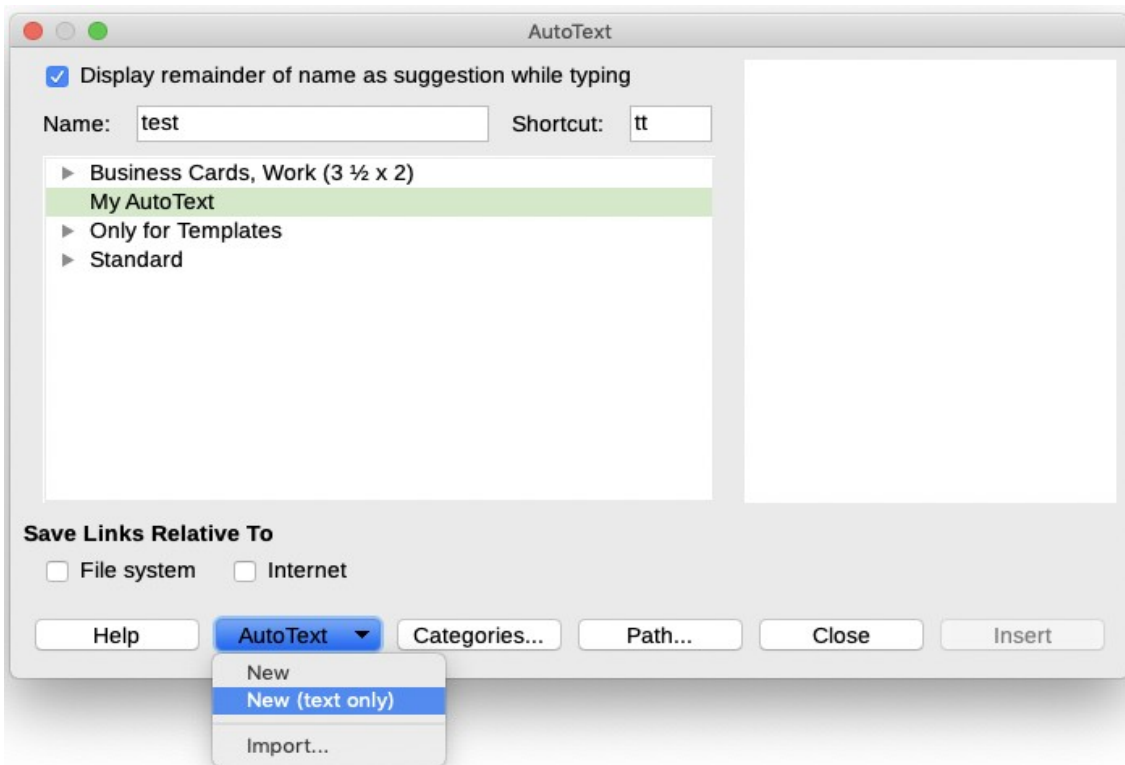 AutoText
Display remainder of name as suggestion while typing
Name: test Shortcut: tt
Business Cards, Work (3 ½ x 2)
My AutoText
Only for Templates
Standard
Save Links Relative To
File system Internet
Help AutoText Categories... Path... Close Insert
New
New (text only)
Import...